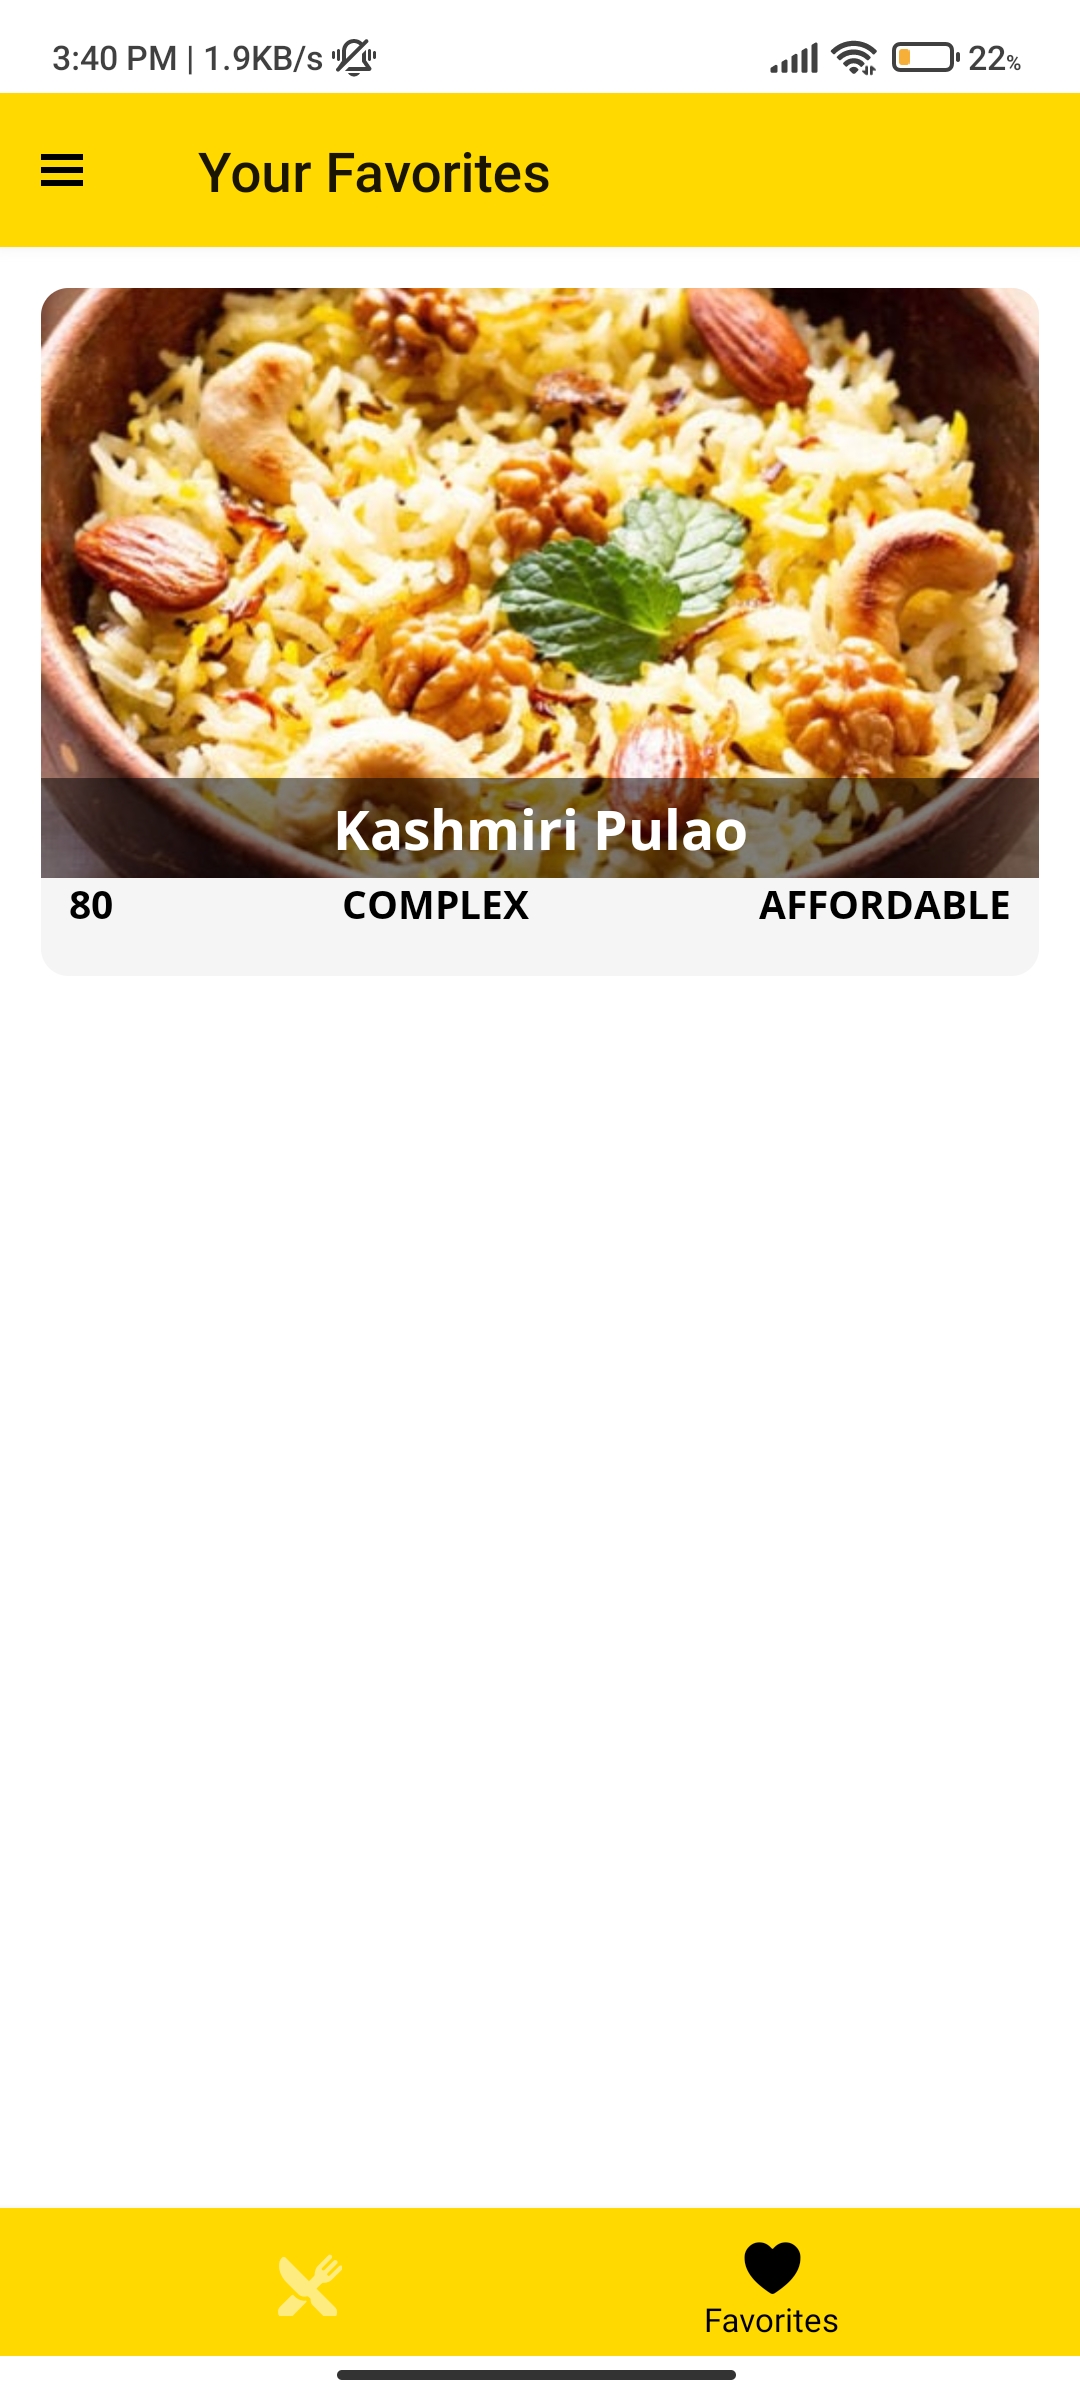 3:40 PM | 1.9KB/s 22%
Your Favorites
Kashmiri Pulao
80 COMPLEX AFFORDABLE
Favorites